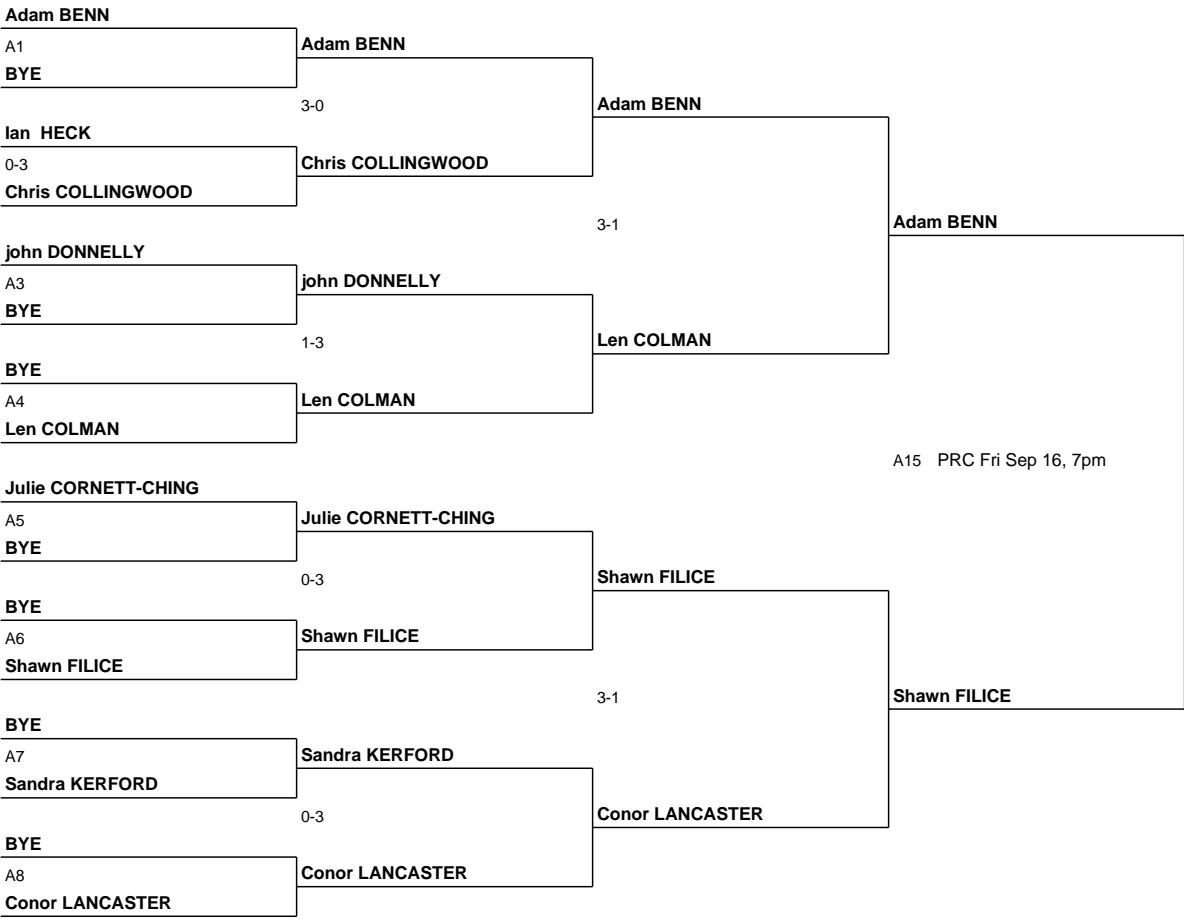 Adam BENN
A1
BYE
Adam BENN
3-0
Ian HECK
0-3
Chris COLLINGWOOD
Chris COLLINGWOOD
Adam BENN
3-1
john DONNELLY
A3
BYE
john DONNELLY
1-3
BYE
A4
Len COLMAN
Len COLMAN
Len COLMAN
Adam BENN
A15 PRC Fri Sep 16, 7pm
Julie CORNETT-CHING
A5
BYE
Julie CORNETT-CHING
0-3
BYE
A6
Shawn FILICE
Shawn FILICE
Shawn FILICE
3-1
BYE
A7
Sandra KERFORD
Sandra KERFORD
0-3
BYE
A8
Conor LANCASTER
Conor LANCASTER
Conor LANCASTER
Shawn FILICE